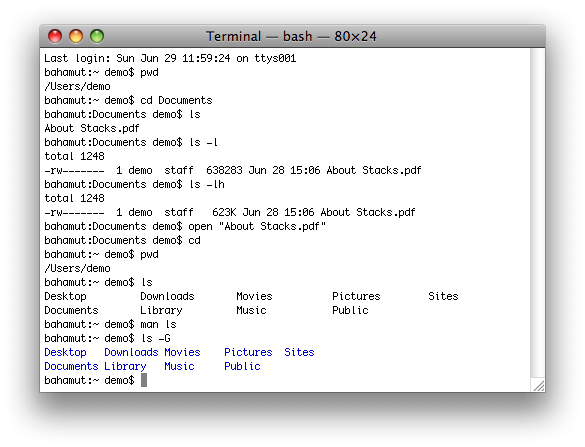 Terminal — bash — 80×24
Last login: Sun Jun 29 11:59:24 on ttys001
bahamut:~ demo$ pwd
/Users/demo
bahamut:~ demo$ cd Documents
bahamut:Documents demo$ ls
About Stacks.pdf
bahamut:Documents demo$ ls -l
total 1248
-rw-------  1 demo  staff  638283 Jun 28 15:06 About Stacks.pdf
bahamut:Documents demo$ ls -lh
total 1248
-rw-------  1 demo  staff   623K Jun 28 15:06 About Stacks.pdf
bahamut:Documents demo$ open "About Stacks.pdf"
bahamut:Documents demo$ cd
bahamut:~ demo$ pwd
/Users/demo
bahamut:~ demo$ ls
Desktop         Downloads       Movies          Pictures        Sites
Documents       Library         Music           Public
bahamut:~ demo$ man ls
bahamut:~ demo$ ls -G
Desktop   Downloads Movies    Pictures  Sites
Documents Library   Music     Public
bahamut:~ demo$